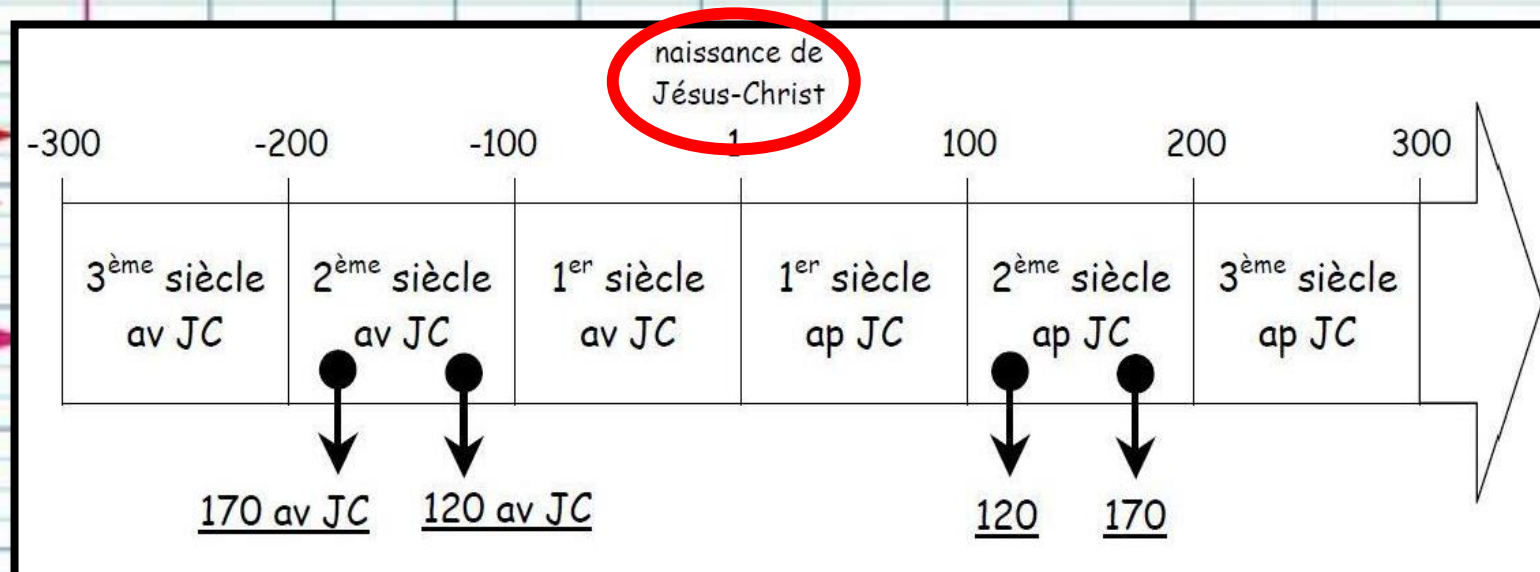 naissance de
Jésus-Christ
-300 -200 -100 1 100 200 300
3ème siècle 2ème siècle 1er siècle 1er siècle 2ème siècle 3ème siècle
av JC av JC av JC ap JC ap JC ap JC
170 av JC 120 av JC 120 170